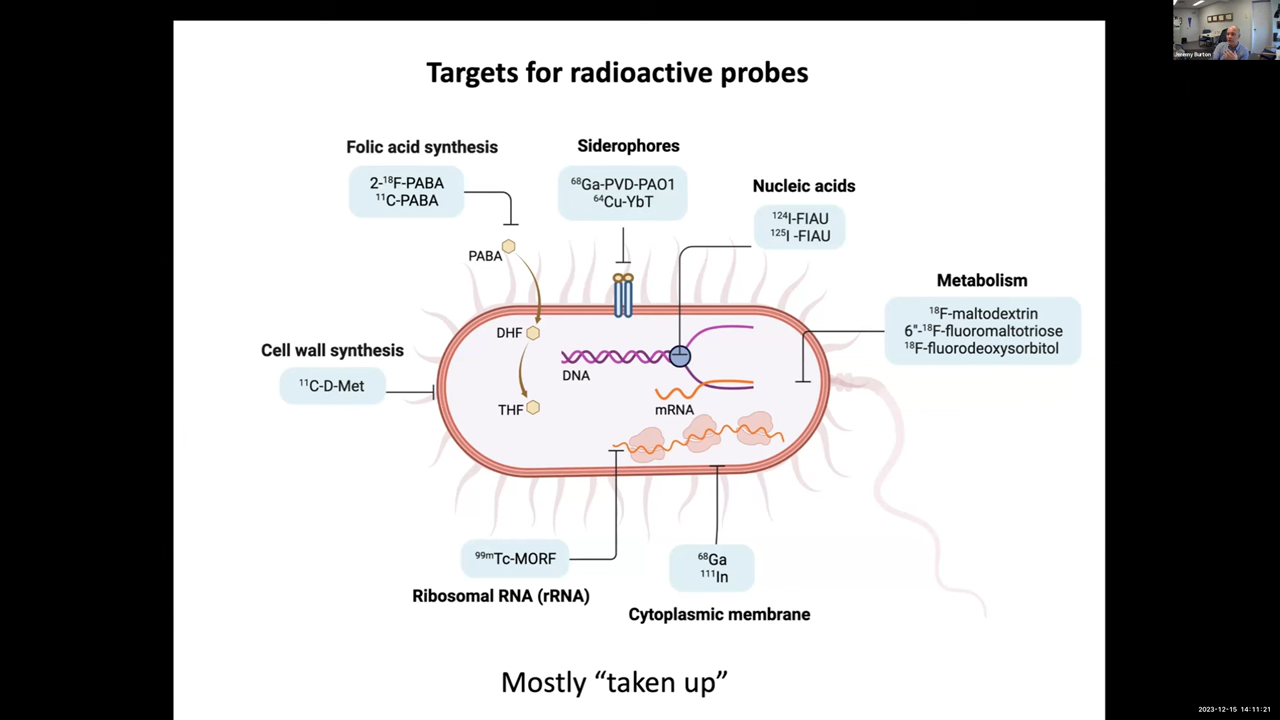 Targets for radioactive probes
Jeremy Burton
Folic acid synthesis
2-¹⁸F-PABA
¹¹C-PABA
Siderophores
⁶⁸Ga-PVD-PAO1
⁶⁴Cu-YbT
Nucleic acids
¹²⁴I-FIAU
¹²⁵I -FIAU
PABA
Metabolism
¹⁸F-maltodextrin
6"-¹⁸F-fluoromaltotriose
¹⁸F-fluorodeoxysorbitol
DHF
Cell wall synthesis
¹¹C-D-Met
DNA
THF
mRNA
⁹⁹ᵐTc-MORF
Ribosomal RNA (rRNA)
⁶⁸Ga
¹¹¹In
Cytoplasmic membrane
Mostly “taken up”
2023-12-15 14:11:21